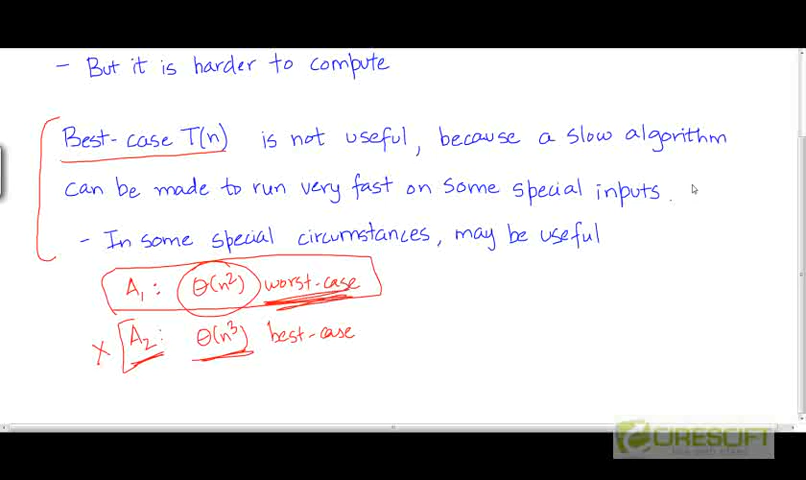 - But it is harder to compute
Best-case T(n) is not useful, because a slow algorithm
can be made to run very fast on some special inputs.
- In some special circumstances, may be useful
A₁: Θ(n²) worst-case
X A₂: Θ(n³) best-case
CIRESOFT